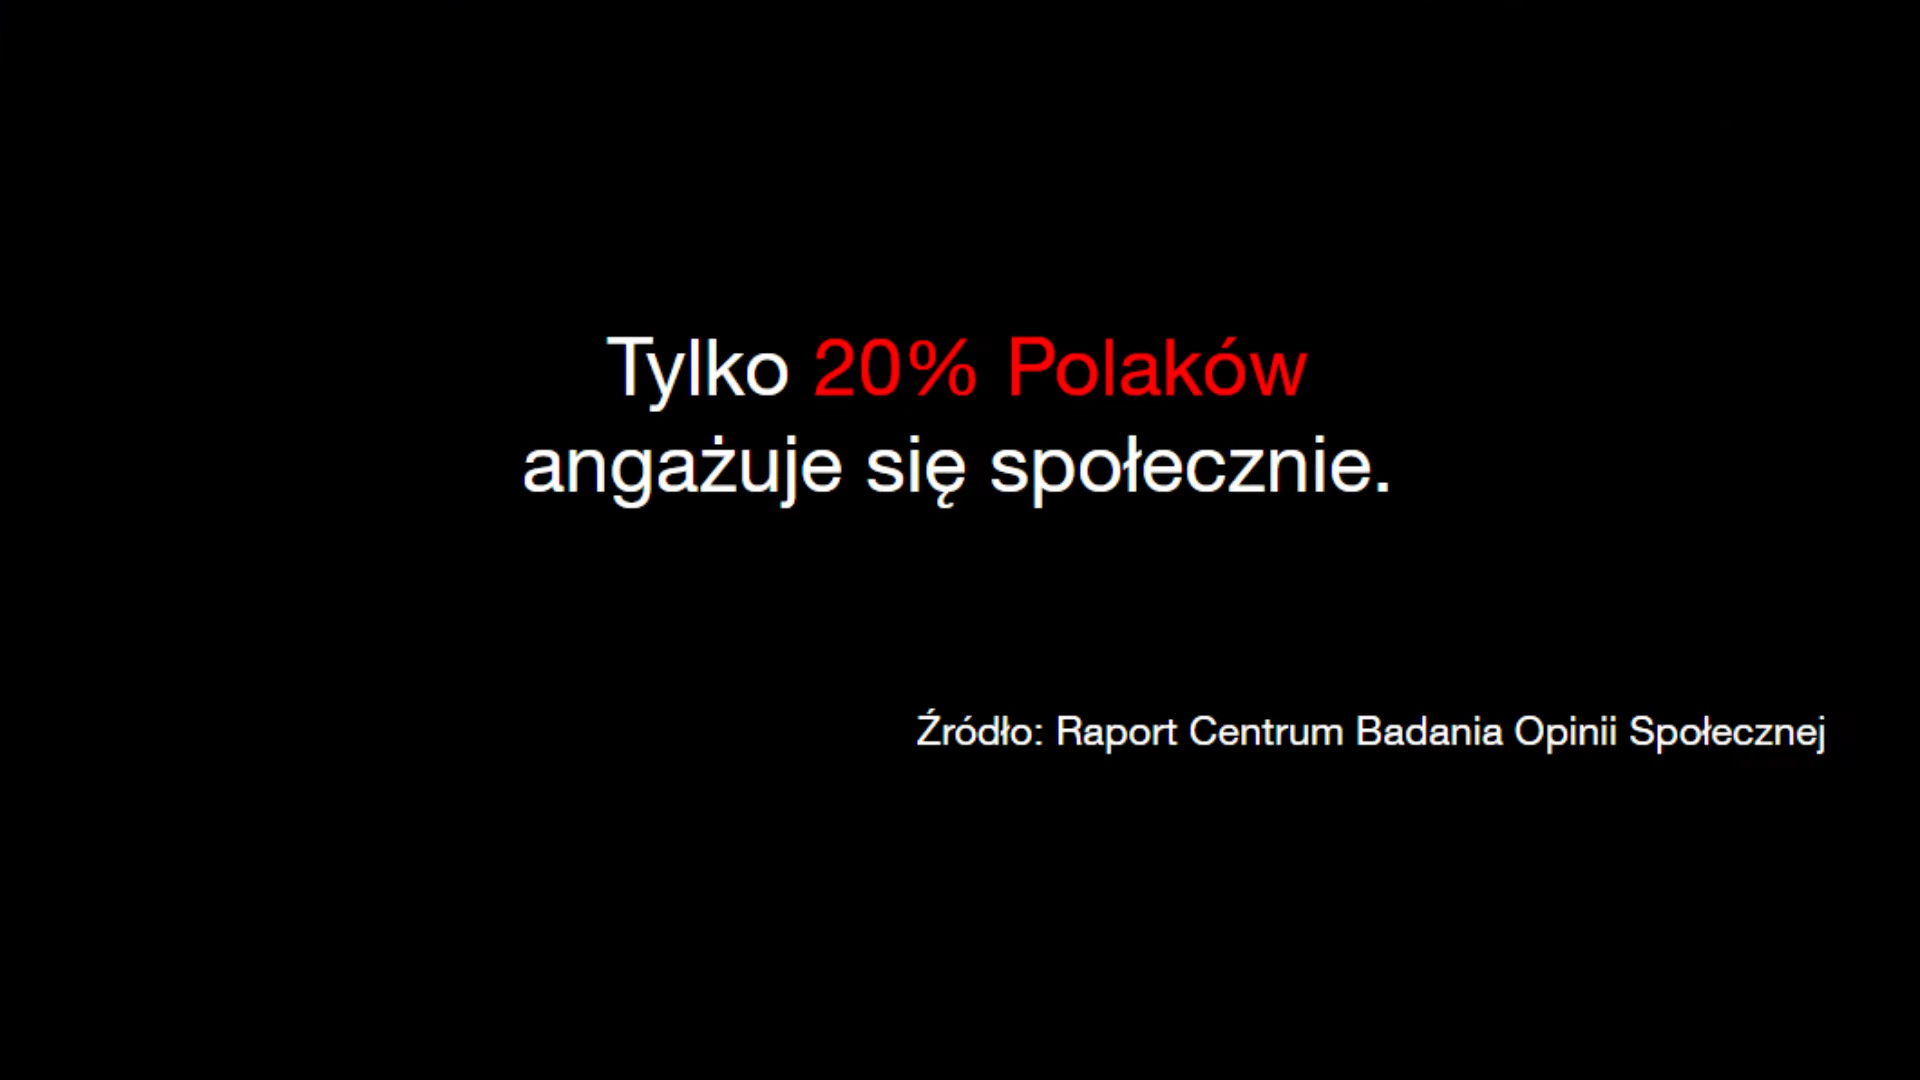 Tylko 20% Polaków
angażuje się społecznie.
Źródło: Raport Centrum Badania Opinii Społecznej